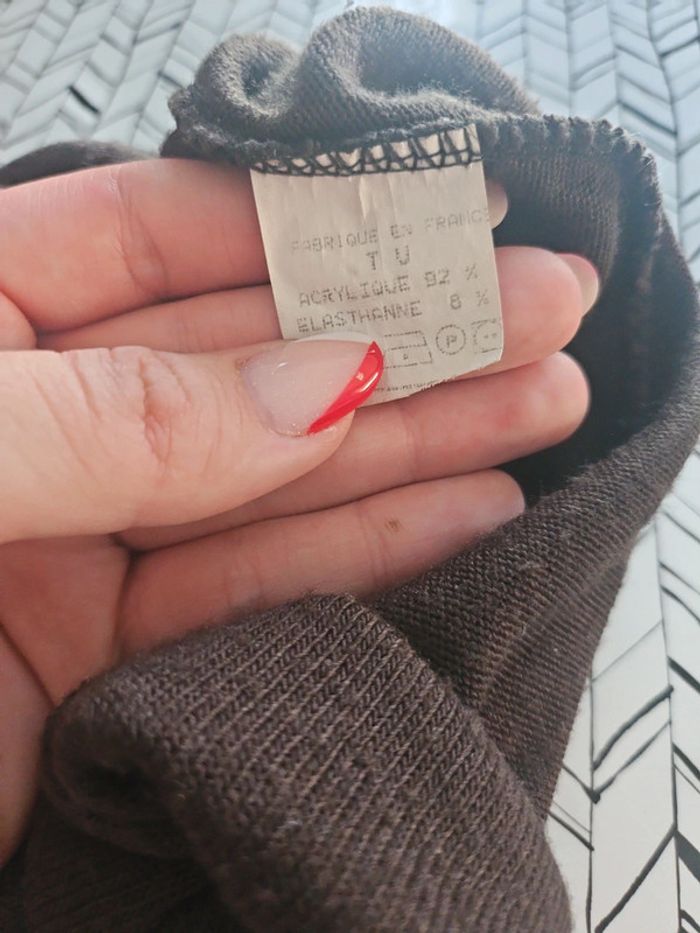 FABRIQUE EN FRANCE
T U
ACRYLIQUE 92 %
ELASTHANNE 8 %
P